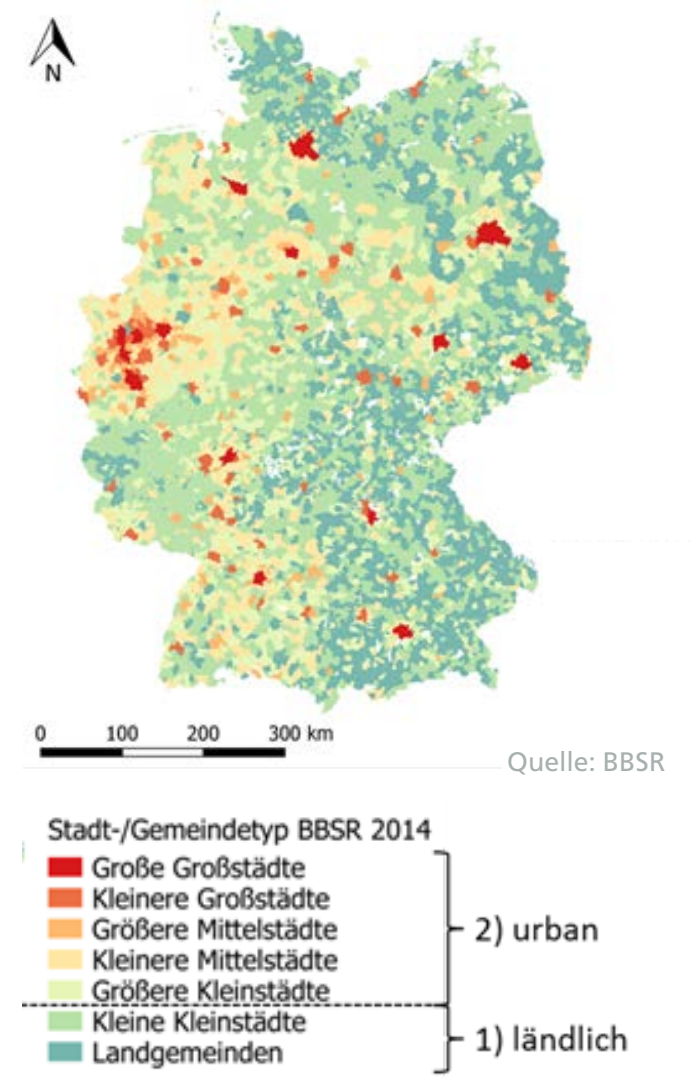 N
0 100 200 300 km
Quelle: BBSR
Stadt-/Gemeindetyp BBSR 2014
Große Großstädte
Kleinere Großstädte
Größere Mittelstädte
Kleinere Mittelstädte
Größere Kleinstädte
2) urban
Kleine Kleinstädte
Landgemeinden
1) ländlich